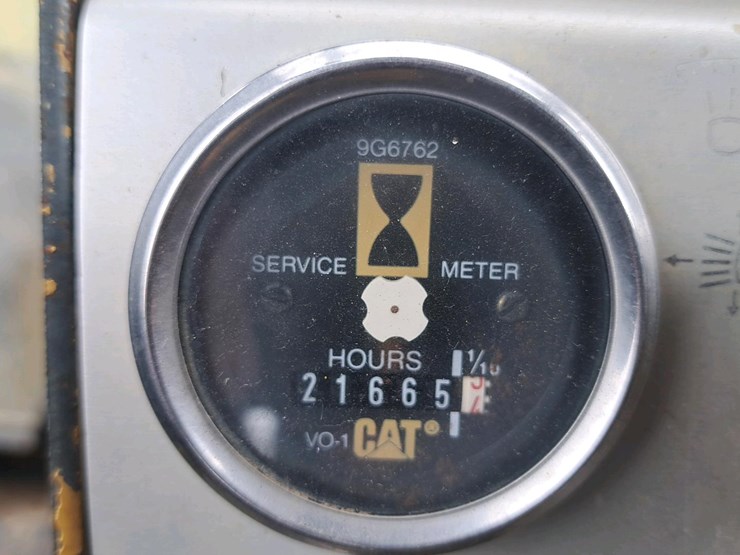 9G6762
SERVICE METER
HOURS 1/10
21665
VO-1 CAT®